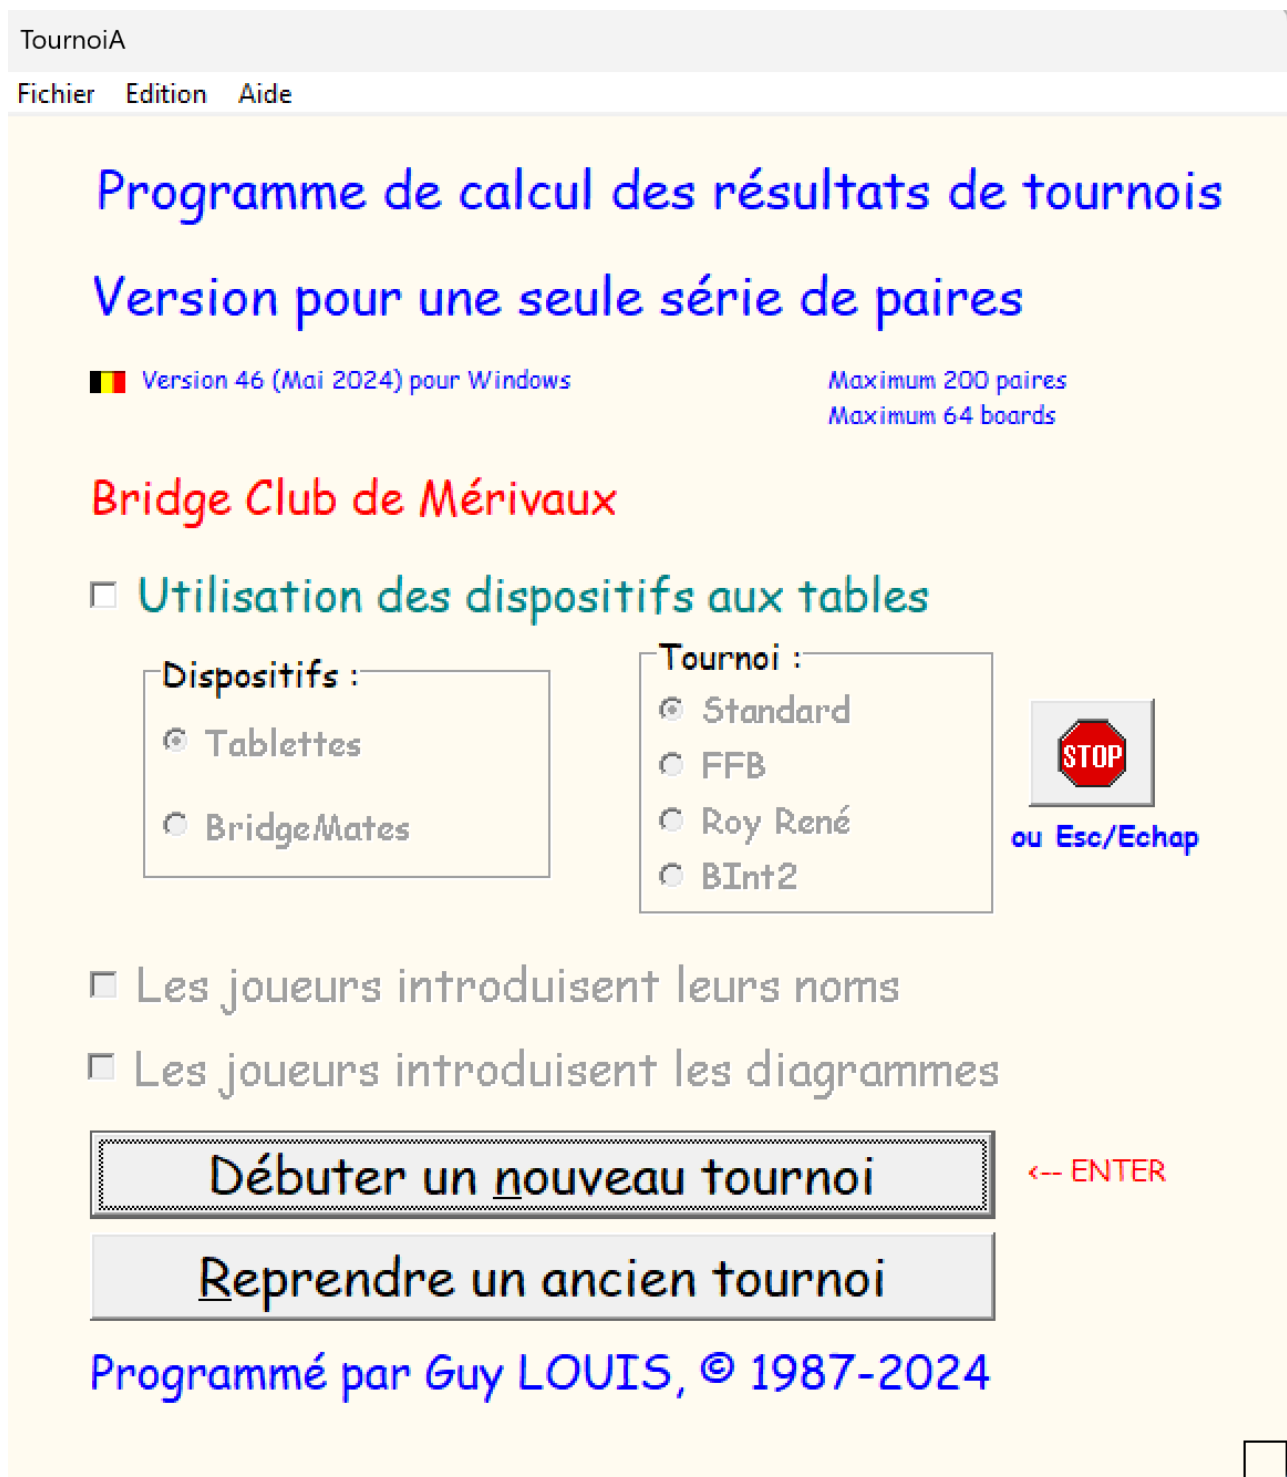 TournoiA
Fichier Edition Aide
Programme de calcul des résultats de tournois
Version pour une seule série de paires
Version 46 (Mai 2024) pour Windows
Maximum 200 paires
Maximum 64 boards
Bridge Club de Mérivaux
Utilisation des dispositifs aux tables
Dispositifs :
Tablettes
BridgeMates
Tournoi :
Standard
FFB
Roy René
BInt2
STOP
ou Esc/Echap
Les joueurs introduisent leurs noms
Les joueurs introduisent les diagrammes
Débuter un nouveau tournoi
<-- ENTER
Reprendre un ancien tournoi
Programmé par Guy LOUIS, © 1987-2024